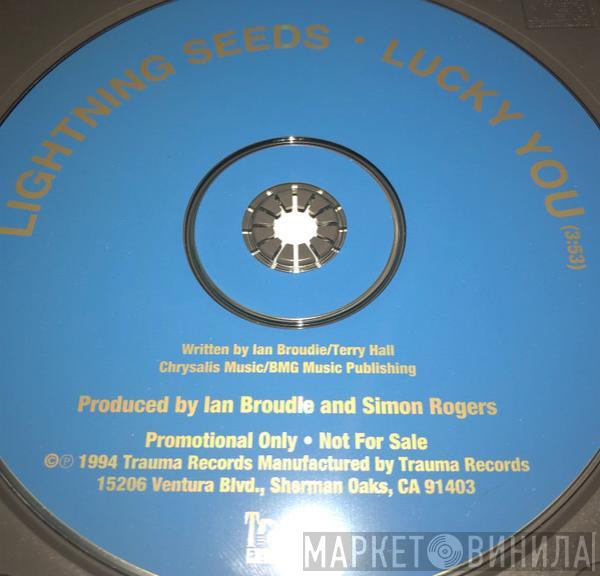 LIGHTNING SEEDS • LUCKY YOU (3:53)
Written by Ian Broudie/Terry Hall
Chrysalis Music/BMG Music Publishing
Produced by Ian Broudie and Simon Rogers
Promotional Only • Not For Sale
©℗ 1994 Trauma Records Manufactured by Trauma Records
15206 Ventura Blvd., Sherman Oaks, CA 91403
МАРКЕТ ВИНИЛА